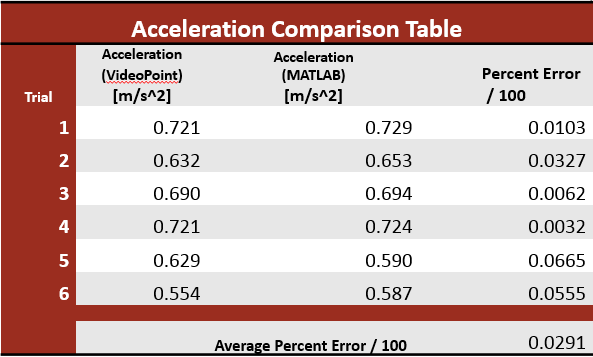 Acceleration Comparison Table
Trial Acceleration (VideoPoint) [m/s^2] Acceleration (MATLAB) [m/s^2] Percent Error / 100
1 0.721 0.729 0.0103
2 0.632 0.653 0.0327
3 0.690 0.694 0.0062
4 0.721 0.724 0.0032
5 0.629 0.590 0.0665
6 0.554 0.587 0.0555
Average Percent Error / 100 0.0291